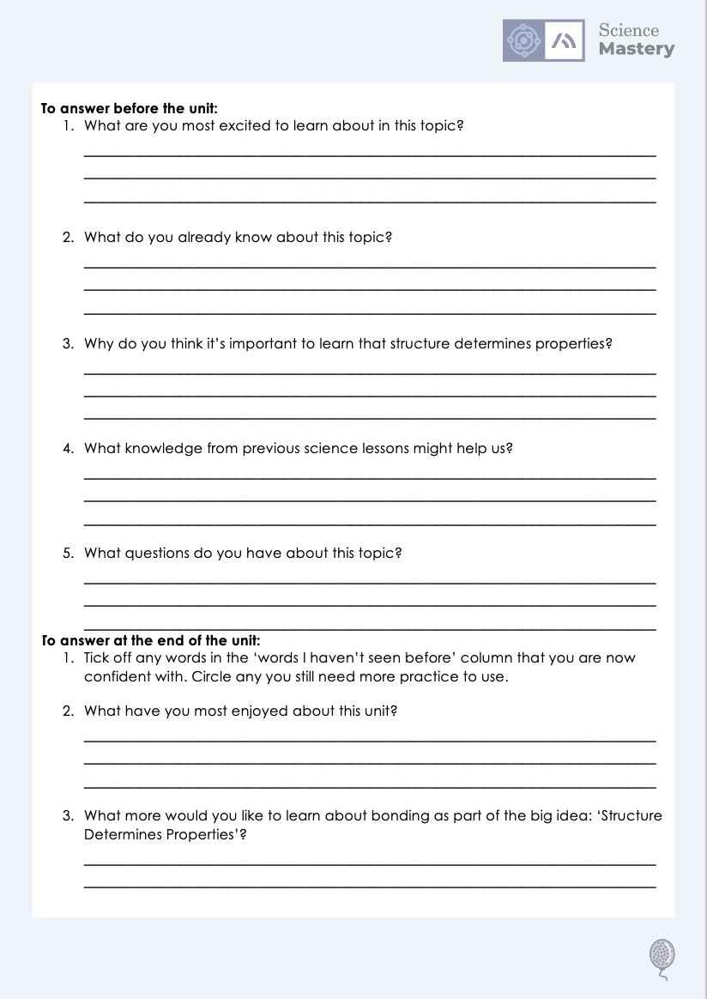 Science
Mastery
To answer before the unit:
1. What are you most excited to learn about in this topic?
2. What do you already know about this topic?
3. Why do you think it’s important to learn that structure determines properties?
4. What knowledge from previous science lessons might help us?
5. What questions do you have about this topic?
To answer at the end of the unit:
1. Tick off any words in the ‘words I haven’t seen before’ column that you are now
confident with. Circle any you still need more practice to use.
2. What have you most enjoyed about this unit?
3. What more would you like to learn about bonding as part of the big idea: ‘Structure
Determines Properties’?